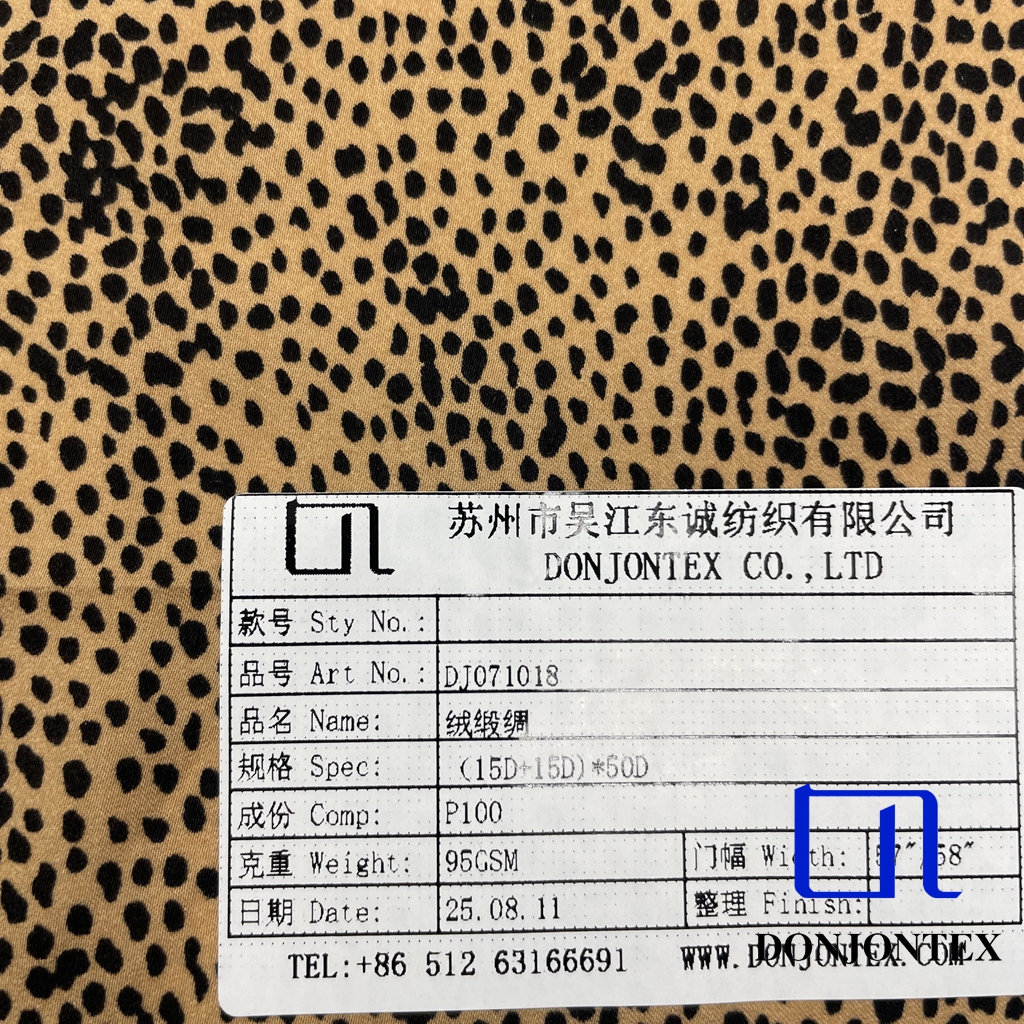 苏州市吴江东诚纺织有限公司
DONJONTEX CO.,LTD
款号 Sty No.:
品号 Art No.: DJ071018
品名 Name: 绒缎绸
规格 Spec: (15D+15D)*50D
成份 Comp: P100
克重 Weight: 95GSM 门幅 Width: 57"/58"
日期 Date: 25.08.11 整理 Finish:
TEL:+86 512 63166691 WWW.DONJONTEX.COM
DONJONTEX